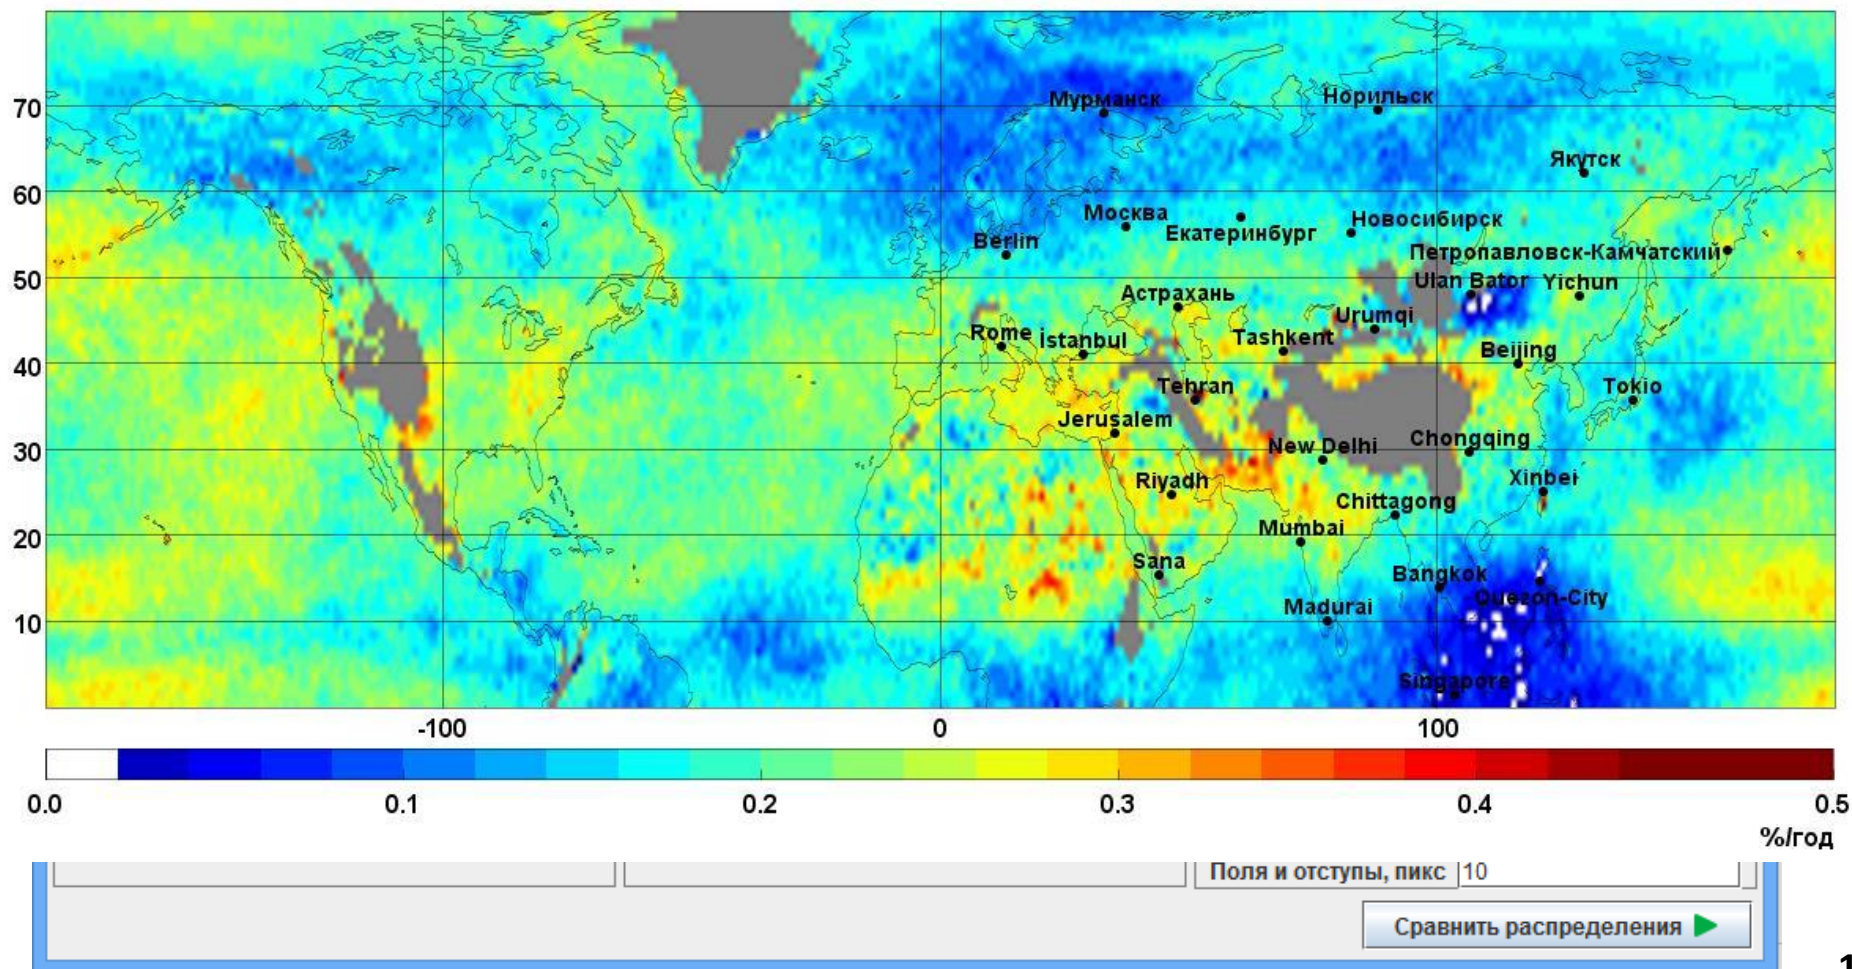 70
Мурманск
Норильск
Якутск
60
Москва
Новосибирск
Екатеринбург
Berlin
Петропавловск-Камчатский
50
Ulan Bator
Yichun
Астрахань
Urumqi
Rome
istanbul
Tashkent
Beijing
40
Tehran
Tokio
Jerusalem
30
New Delhi
Chongqing
Riyadh
Xinbei
Chittagong
20
Mumbai
Sana
Bangkok
Quezon-City
Madurai
10
Singapore
-100
0
100
0.0
0.1
0.2
0.3
0.4
0.5
%/год
Поля и отступы, пикс
10
Сравнить распределения